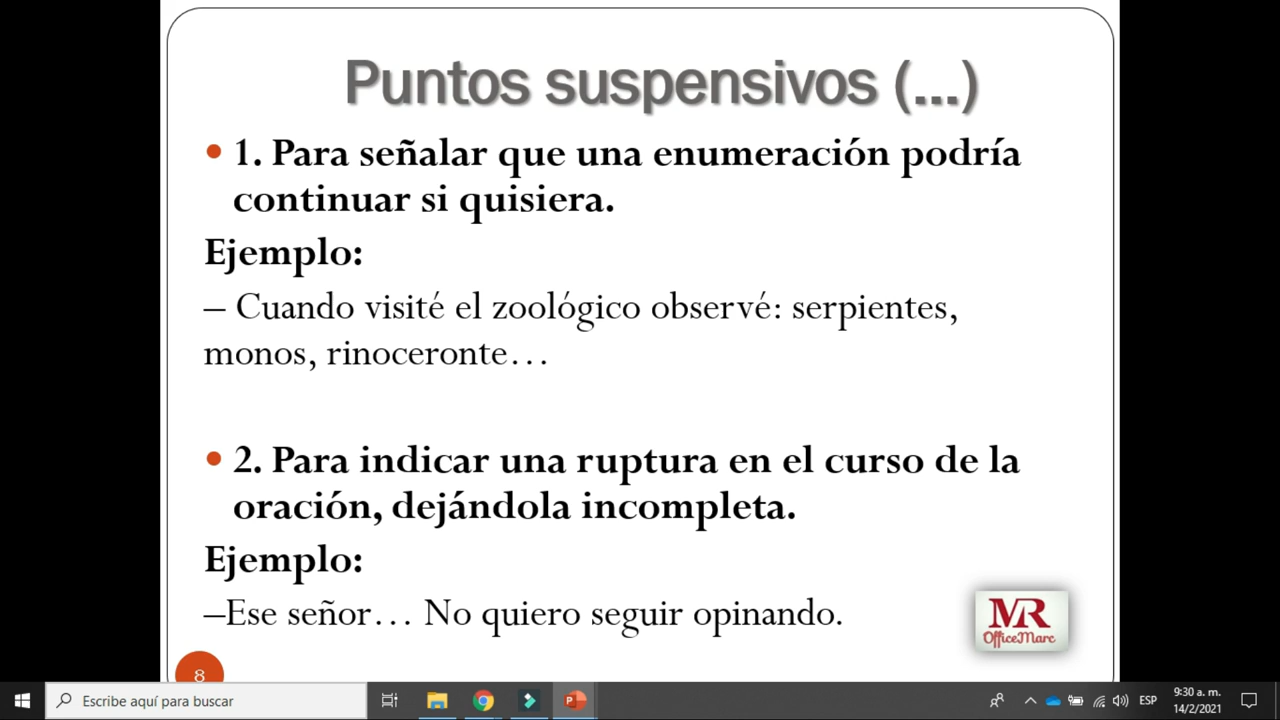 Puntos suspensivos (...)
• 1. Para señalar que una enumeración podría
continuar si quisiera.
Ejemplo:
– Cuando visité el zoológico observé: serpientes,
monos, rinoceronte…
• 2. Para indicar una ruptura en el curso de la
oración, dejándola incompleta.
Ejemplo:
–Ese señor… No quiero seguir opinando.
MR
OfficeMarc
8
Escribe aquí para buscar
ESP
9:30 a. m.
14/2/2021